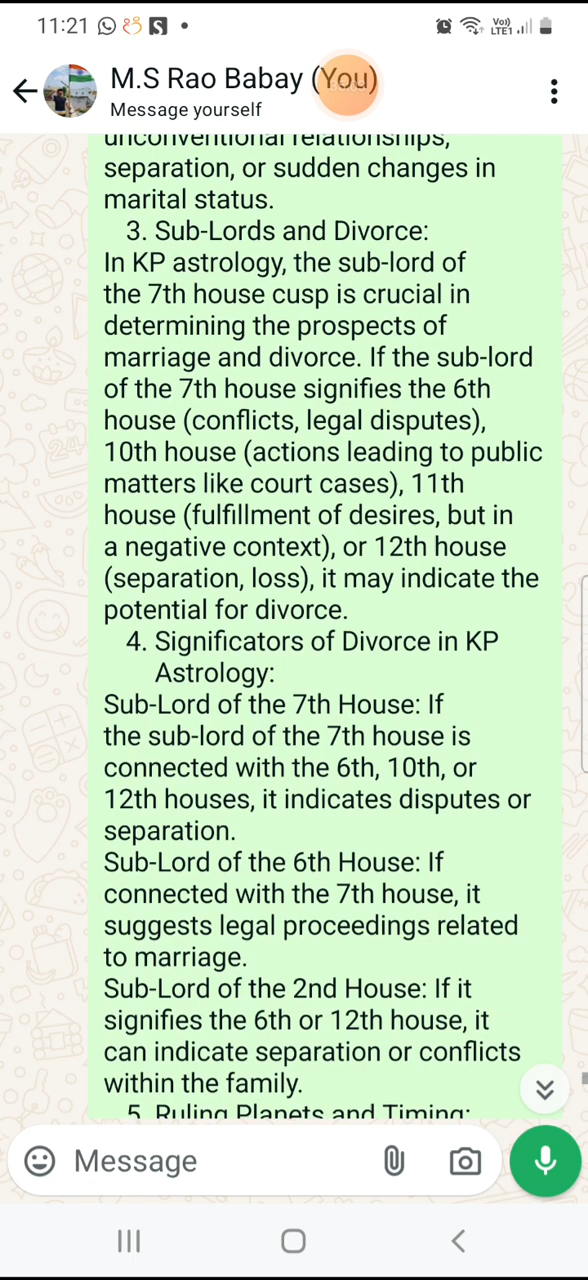 11:21
Vo))
LTE1
M.S Rao Babay (You)
Message yourself
unconventional relationships,
separation, or sudden changes in
marital status.
3. Sub-Lords and Divorce:
In KP astrology, the sub-lord of
the 7th house cusp is crucial in
determining the prospects of
marriage and divorce. If the sub-lord
of the 7th house signifies the 6th
house (conflicts, legal disputes),
10th house (actions leading to public
matters like court cases), 11th
house (fulfillment of desires, but in
a negative context), or 12th house
(separation, loss), it may indicate the
potential for divorce.
4. Significators of Divorce in KP
Astrology:
Sub-Lord of the 7th House: If
the sub-lord of the 7th house is
connected with the 6th, 10th, or
12th houses, it indicates disputes or
separation.
Sub-Lord of the 6th House: If
connected with the 7th house, it
suggests legal proceedings related
to marriage.
Sub-Lord of the 2nd House: If it
signifies the 6th or 12th house, it
can indicate separation or conflicts
within the family.
5. Ruling Planets and Timing:
Message